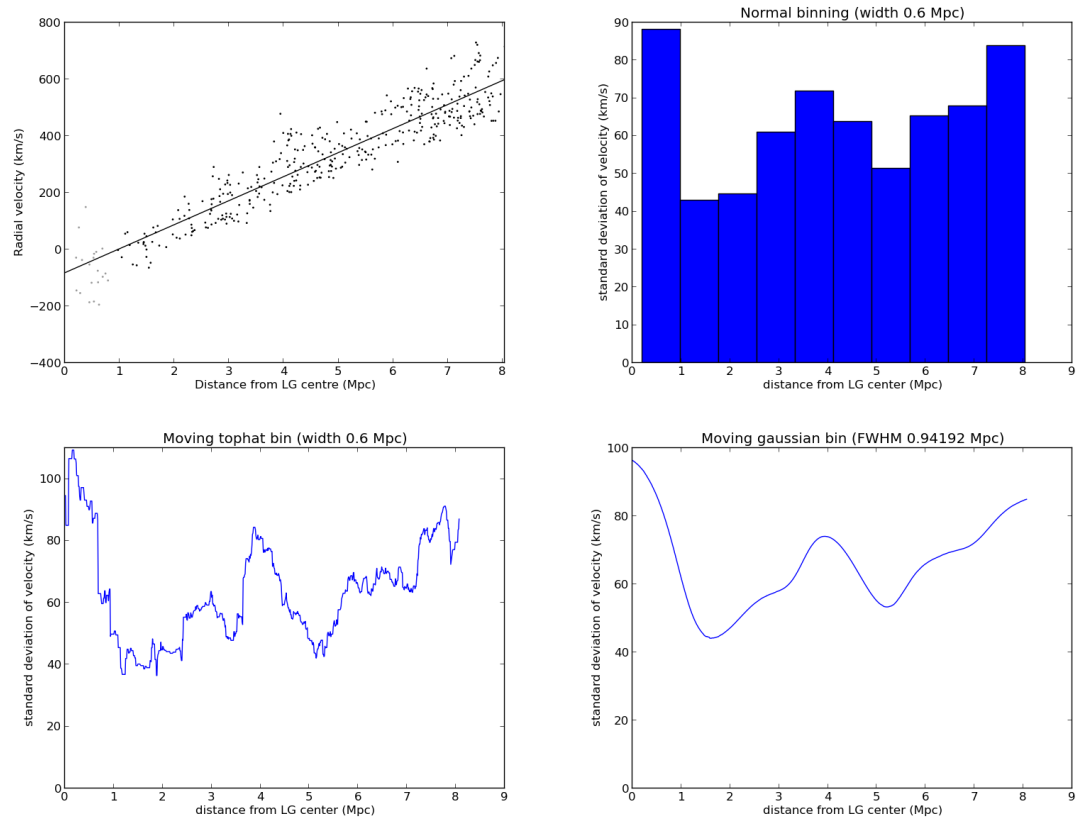 Radial velocity (km/s)
800
600
400
200
0
−200
−400
0 1 2 3 4 5 6 7 8
Distance from LG centre (Mpc)
Normal binning (width 0.6 Mpc)
standard deviation of velocity (km/s)
90
80
70
60
50
40
30
20
10
0
0 1 2 3 4 5 6 7 8 9
distance from LG center (Mpc)
Moving tophat bin (width 0.6 Mpc)
standard deviation of velocity (km/s)
100
80
60
40
20
0
0 1 2 3 4 5 6 7 8 9
distance from LG center (Mpc)
Moving gaussian bin (FWHM 0.94192 Mpc)
standard deviation of velocity (km/s)
100
80
60
40
20
0
0 1 2 3 4 5 6 7 8 9
distance from LG center (Mpc)